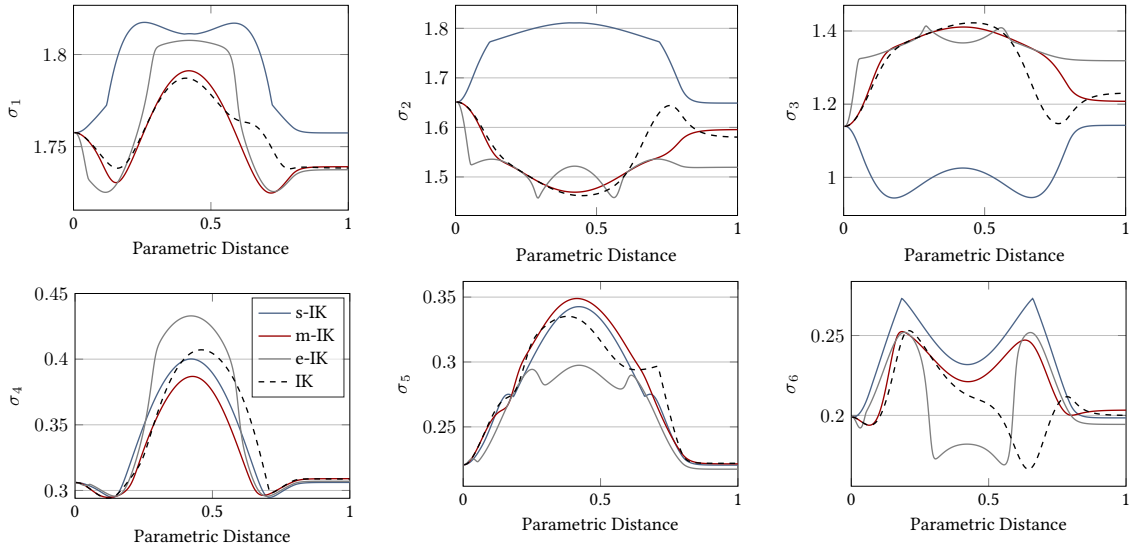 1.8
1.75
σ1
0 0.5 1
Parametric Distance
1.8
1.7
1.6
1.5
σ2
0 0.5 1
Parametric Distance
1.4
1.2
1
σ3
0 0.5 1
Parametric Distance
0.45
0.4
0.35
0.3
σ4
s-IK
m-IK
e-IK
IK
0 0.5 1
Parametric Distance
0.35
0.3
0.25
σ5
0 0.5 1
Parametric Distance
0.25
0.2
σ6
0 0.5 1
Parametric Distance